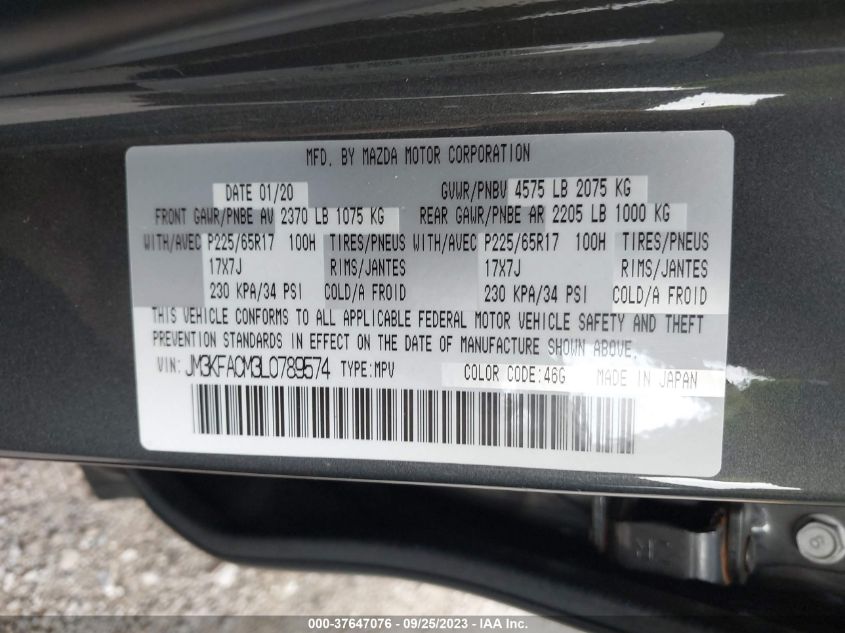 MFD. BY MAZDA MOTOR CORPORATION
DATE 01/20 GVWR/PNBV 4575 LB 2075 KG
FRONT GAWR/PNBE AV 2370 LB 1075 KG REAR GAWR/PNBE AR 2205 LB 1000 KG
WITH/AVEC P225/65R17 100H TIRES/PNEUS WITH/AVEC P225/65R17 100H TIRES/PNEUS
17X7J RIMS/JANTES 17X7J RIMS/JANTES
230 KPA/34 PSI COLD/A FROID 230 KPA/34 PSI COLD/A FROID
THIS VEHICLE CONFORMS TO ALL APPLICABLE FEDERAL MOTOR VEHICLE SAFETY AND THEFT
PREVENTION STANDARDS IN EFFECT ON THE DATE OF MANUFACTURE SHOWN ABOVE.
VIN: JM3KFACM3L0789574 TYPE:MPV COLOR CODE:46G MADE IN JAPAN
8
000-37647076 - 09/25/2023 - IAAI Inc.